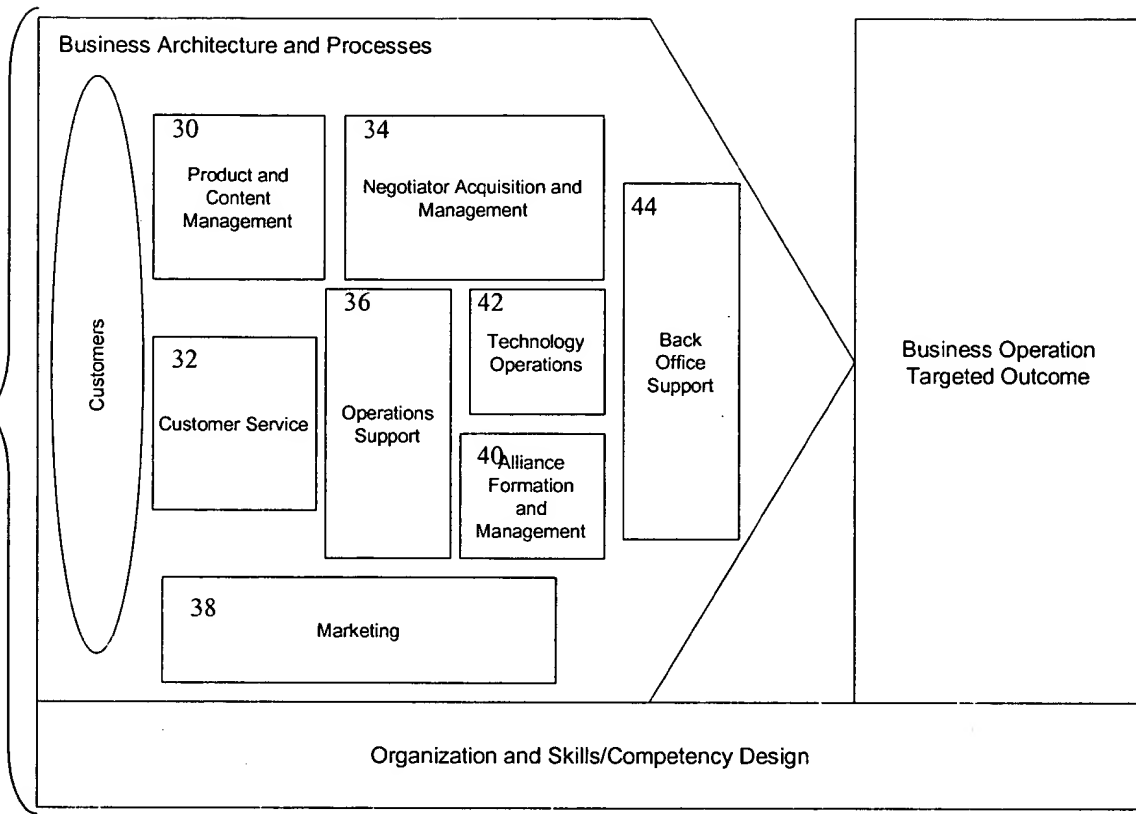 Business Architecture and Processes
Customers
30
Product and
Content
Management
34
Negotiator Acquisition and
Management
44
Back
Office
Support
36
Operations
Support
42
Technology
Operations
32
Customer Service
40
Alliance
Formation
and
Management
38
Marketing
Business Operation
Targeted Outcome
Organization and Skills/Competency Design